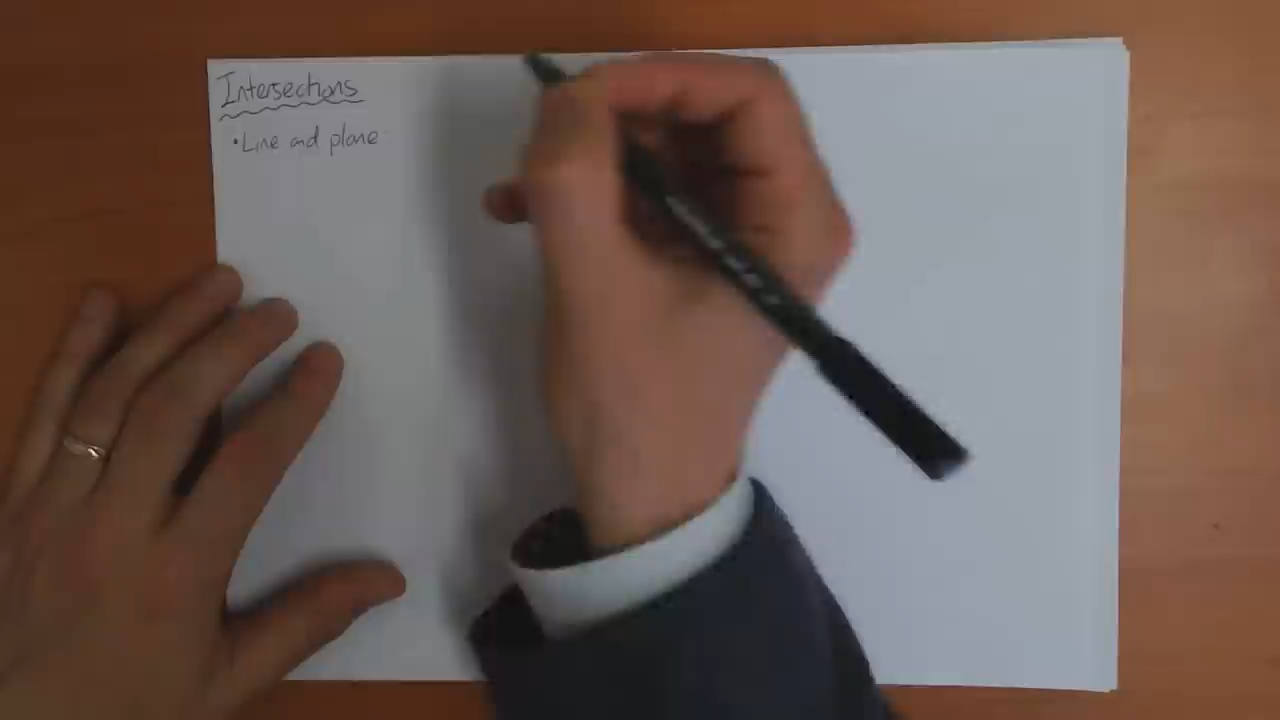 Intersections
• Line and plane